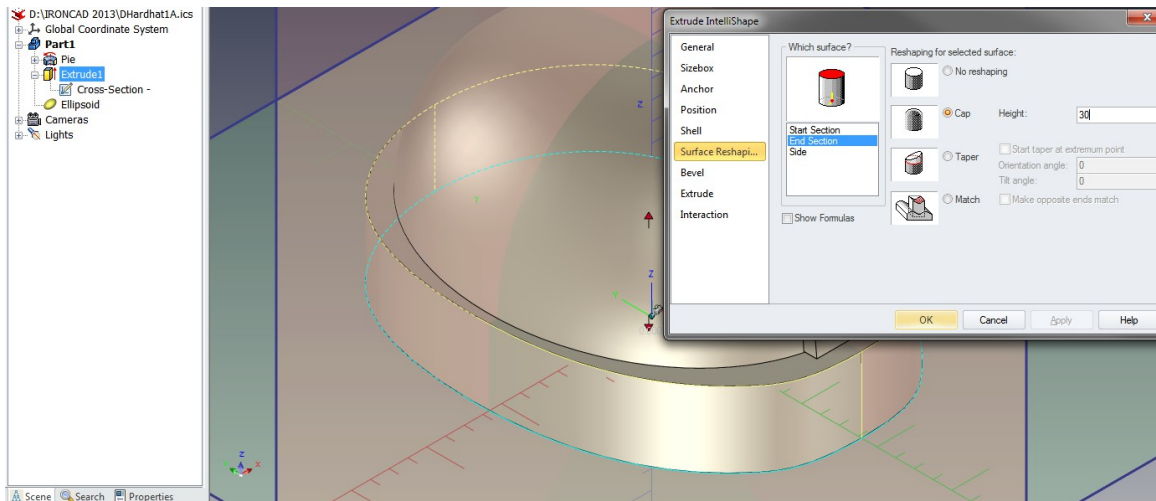 D:\IRONCAD 2013\DHardhat1A.ics
Global Coordinate System
Part1
Pie
Extrude1
Cross-Section -
Ellipsoid
Cameras
Lights
Scene Search Properties
Z
Y
Z
Y
Z
X
Extrude IntelliShape
General
Sizebox
Anchor
Position
Shell
Surface Reshapi...
Bevel
Extrude
Interaction
Which surface?
Start Section
End Section
Side
Show Formulas
Reshaping for selected surface:
No reshaping
Cap Height: 30
Taper
Start taper at extremum point
Orientation angle: 0
Tilt angle: 0
Match
Make opposite ends match
OK Cancel Apply Help